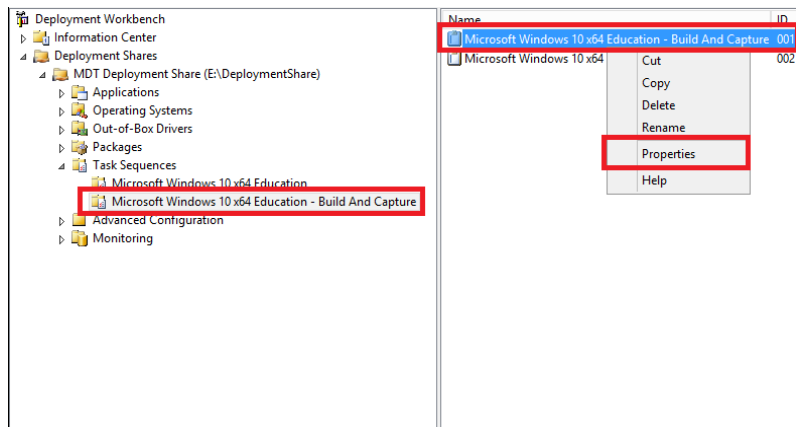 Deployment Workbench
Information Center
Deployment Shares
MDT Deployment Share (E:\DeploymentShare)
Applications
Operating Systems
Out-of-Box Drivers
Packages
Task Sequences
Microsoft Windows 10 x64 Education
Microsoft Windows 10 x64 Education - Build And Capture
Advanced Configuration
Monitoring
Name ID
Microsoft Windows 10 x64 Education - Build And Capture 001
Microsoft Windows 10 x64 002
Cut
Copy
Delete
Rename
Properties
Help